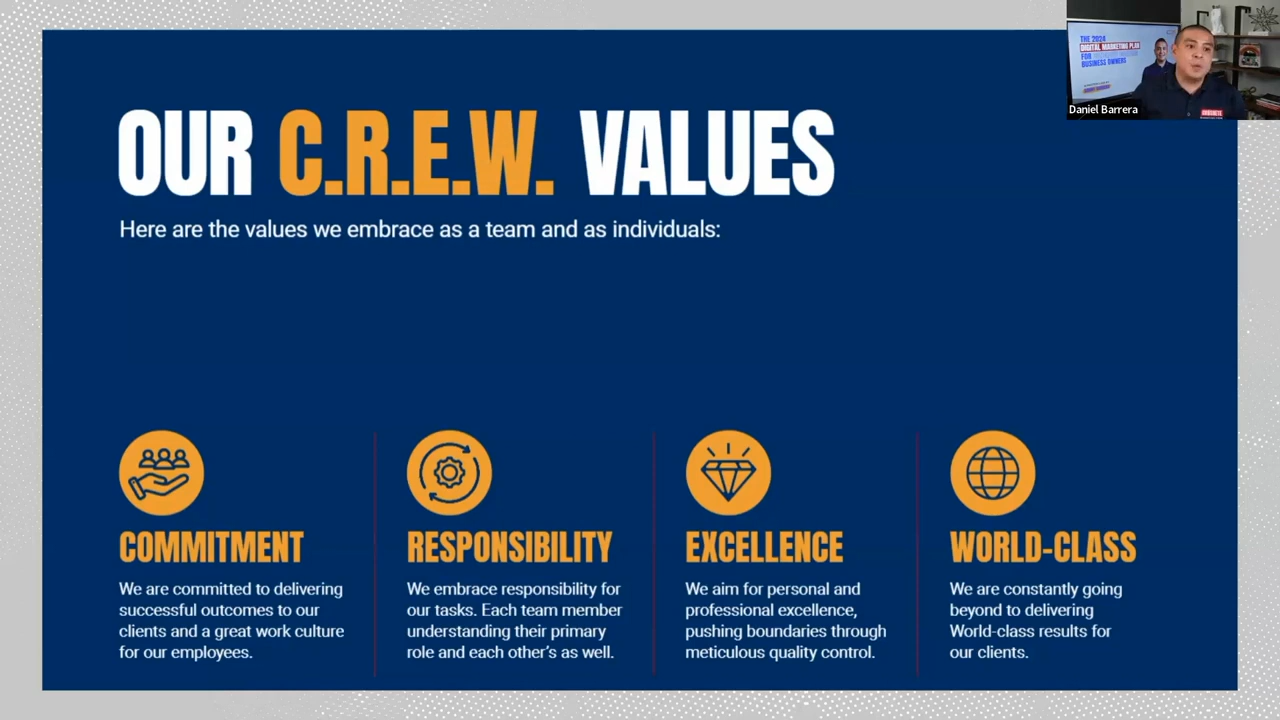 OUR C.R.E.W. VALUES
Here are the values we embrace as a team and as individuals:
COMMITMENT
We are committed to delivering
successful outcomes to our
clients and a great work culture
for our employees.
RESPONSIBILITY
We embrace responsibility for
our tasks. Each team member
understanding their primary
role and each other's as well.
EXCELLENCE
We aim for personal and
professional excellence,
pushing boundaries through
meticulous quality control.
WORLD-CLASS
We are constantly going
beyond to delivering
World-class results for
our clients.
THE 2024
DIGITAL MARKETING PLAN
FOR
BUSINESS OWNERS
Daniel Barrera